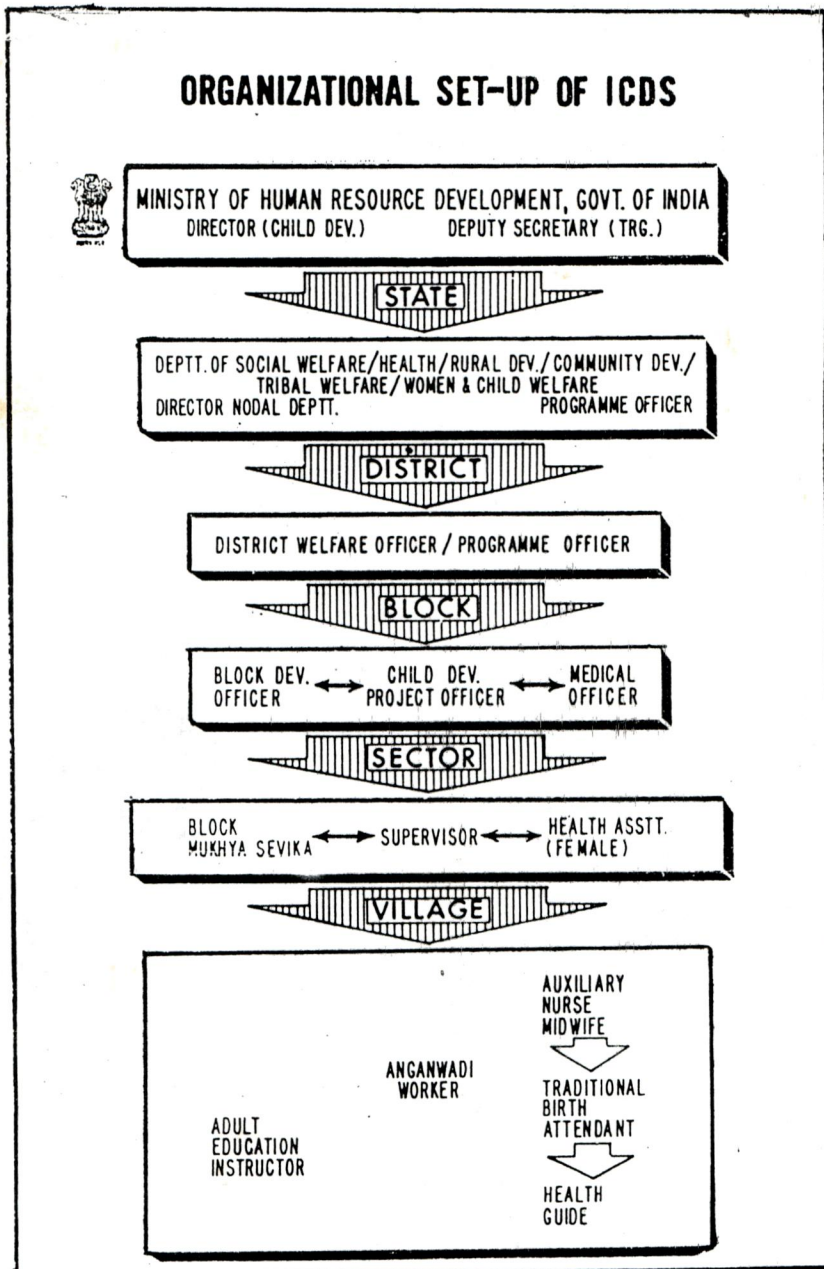 ORGANIZATIONAL SET-UP OF ICDS
MINISTRY OF HUMAN RESOURCE DEVELOPMENT, GOVT. OF INDIA
DIRECTOR (CHILD DEV.) DEPUTY SECRETARY (TRG.)
STATE
DEPTT. OF SOCIAL WELFARE/HEALTH/RURAL DEV./COMMUNITY DEV./
TRIBAL WELFARE/WOMEN & CHILD WELFARE
DIRECTOR NODAL DEPTT. PROGRAMME OFFICER
DISTRICT
DISTRICT WELFARE OFFICER / PROGRAMME OFFICER
BLOCK
BLOCK DEV.
OFFICER
CHILD DEV.
PROJECT OFFICER
MEDICAL
OFFICER
SECTOR
BLOCK
MUKHYA SEVIKA
SUPERVISOR
HEALTH ASSTT.
(FEMALE)
VILLAGE
ADULT
EDUCATION
INSTRUCTOR
ANGANWADI
WORKER
AUXILIARY
NURSE
MIDWIFE
TRADITIONAL
BIRTH
ATTENDANT
HEALTH
GUIDE